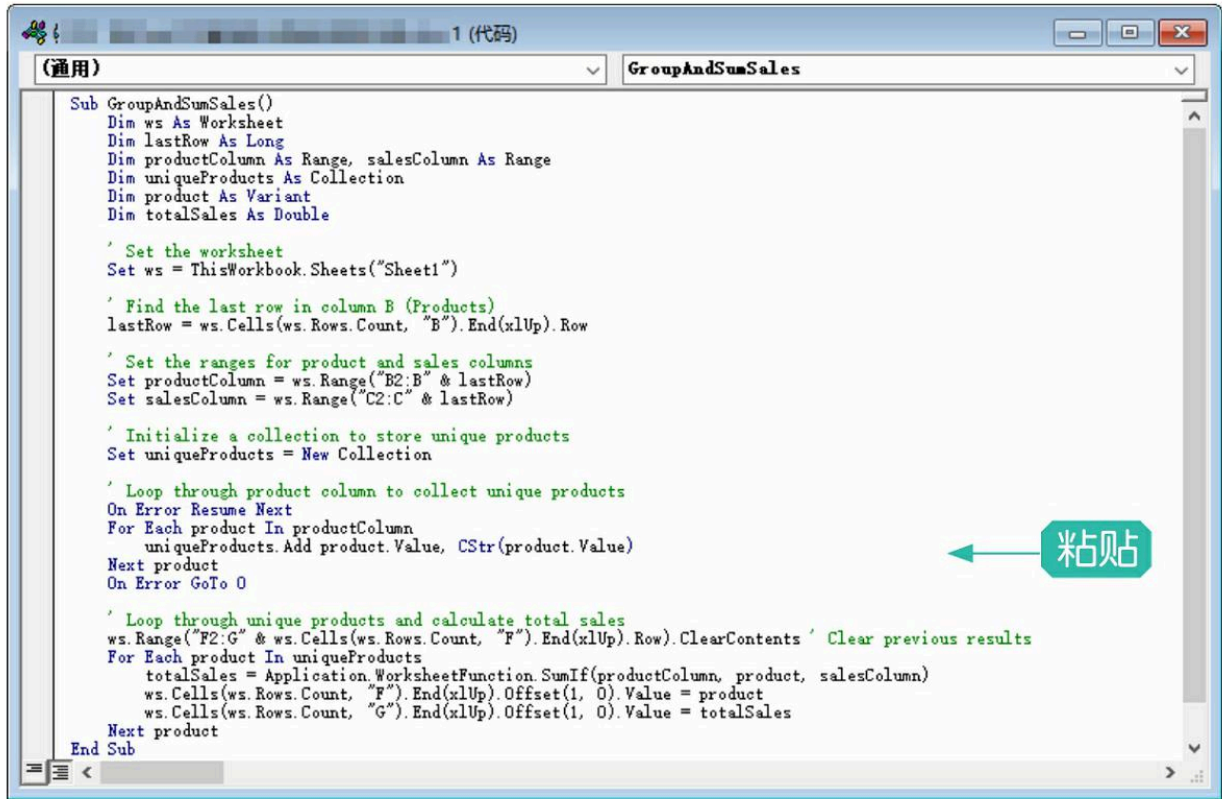 1 (代码)
(通用) GroupAndSumSales
Sub GroupAndSumSales()
Dim ws As Worksheet
Dim lastRow As Long
Dim productColumn As Range, salesColumn As Range
Dim uniqueProducts As Collection
Dim product As Variant
Dim totalSales As Double
' Set the worksheet
Set ws = ThisWorkbook.Sheets("Sheet1")
' Find the last row in column B (Products)
lastRow = ws.Cells(ws.Rows.Count, "B").End(xlUp).Row
' Set the ranges for product and sales columns
Set productColumn = ws.Range("B2:B" & lastRow)
Set salesColumn = ws.Range("C2:C" & lastRow)
' Initialize a collection to store unique products
Set uniqueProducts = New Collection
' Loop through product column to collect unique products
On Error Resume Next
For Each product In productColumn
uniqueProducts.Add product.Value, CStr(product.Value)
Next product
On Error GoTo 0
粘贴
' Loop through unique products and calculate total sales
ws.Range("F2:G" & ws.Cells(ws.Rows.Count, "F").End(xlUp).Row).ClearContents ' Clear previous results
For Each product In uniqueProducts
totalSales = Application.WorksheetFunction.SumIf(productColumn, product, salesColumn)
ws.Cells(ws.Rows.Count, "F").End(xlUp).Offset(1, 0).Value = product
ws.Cells(ws.Rows.Count, "G").End(xlUp).Offset(1, 0).Value = totalSales
Next product
End Sub